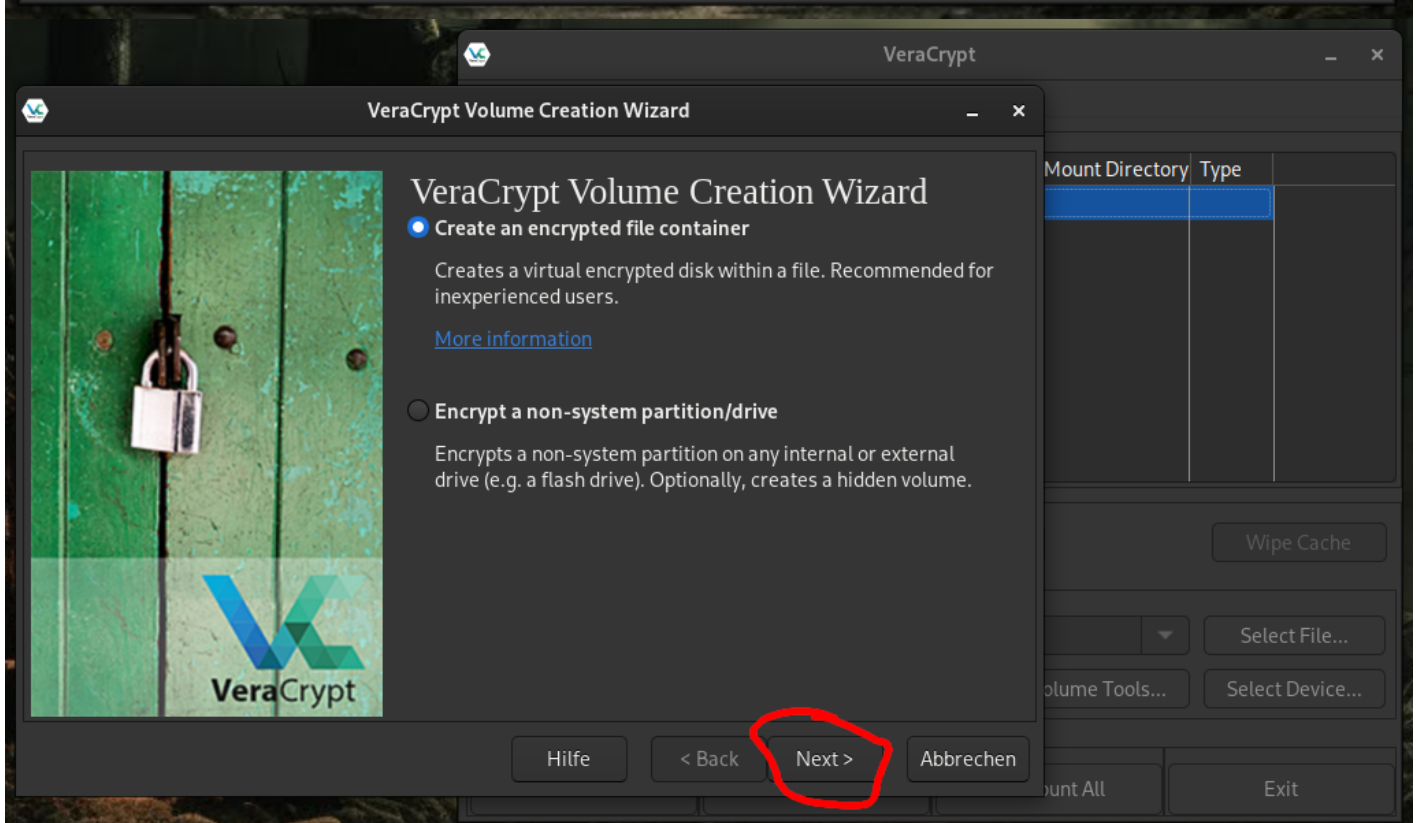 VeraCrypt
VeraCrypt Volume Creation Wizard
Mount Directory Type
VeraCrypt Volume Creation Wizard
Create an encrypted file container
Creates a virtual encrypted disk within a file. Recommended for
inexperienced users.
More information
Encrypt a non-system partition/drive
Encrypts a non-system partition on any internal or external
drive (e.g. a flash drive). Optionally, creates a hidden volume.
VeraCrypt
Wipe Cache
Select File...
Select Device...
Hilfe
< Back
Next >
Abbrechen
All
Exit